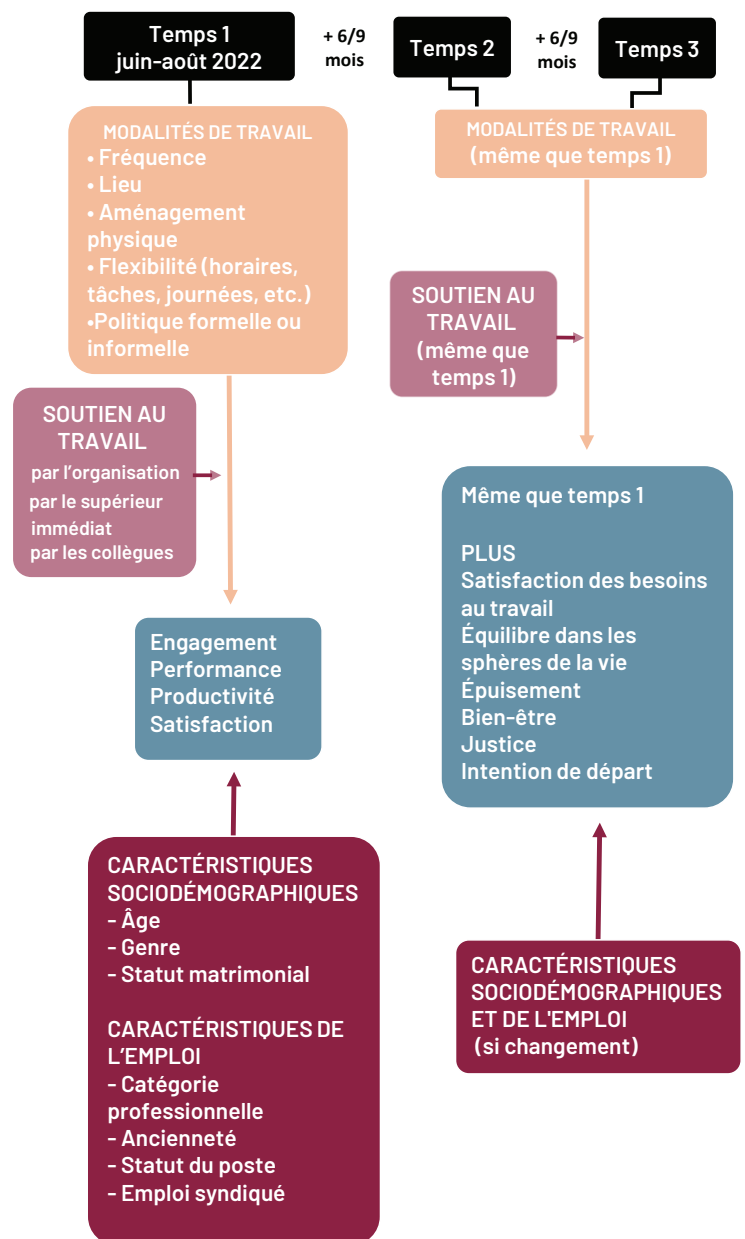 Temps 1
juin-août 2022
+ 6/9
mois
Temps 2
+ 6/9
mois
Temps 3
MODALITÉS DE TRAVAIL
• Fréquence
• Lieu
• Aménagement
physique
• Flexibilité (horaires,
tâches, journées, etc.)
•Politique formelle ou
informelle
SOUTIEN AU
TRAVAIL
par l'organisation
par le supérieur
immédiat
par les collègues
Engagement
Performance
Productivité
Satisfaction
CARACTÉRISTIQUES
SOCIODÉMOGRAPHIQUES
- Âge
- Genre
- Statut matrimonial
CARACTÉRISTIQUES DE
L’EMPLOI
- Catégorie
professionnelle
- Ancienneté
- Statut du poste
- Emploi syndiqué
MODALITÉS DE TRAVAIL
(même que temps 1)
SOUTIEN AU
TRAVAIL
(même que
temps 1)
Même que temps 1
PLUS
Satisfaction des besoins
au travail
Équilibre dans les
sphères de la vie
Épuisement
Bien-être
Justice
Intention de départ
CARACTÉRISTIQUES
SOCIODÉMOGRAPHIQUES
ET DE L'EMPLOI
(si changement)